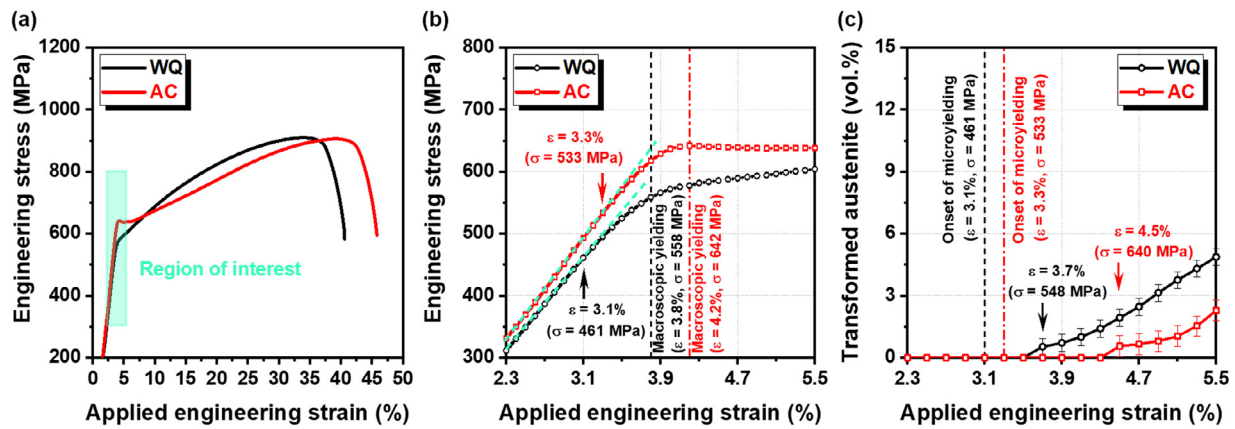 (a)
1200
1000
800
600
400
200
Engineering stress (MPa)
WQ
AC
Region of interest
0 5 10 15 20 25 30 35 40 45 50
Applied engineering strain (%)
(b)
800
700
600
500
400
300
Engineering stress (MPa)
WQ
AC
ε = 3.3%
(σ = 533 MPa)
ε = 3.1%
(σ = 461 MPa)
Macroscopic yielding
(ε = 3.8%, σ = 558 MPa)
Macroscopic yielding
(ε = 4.2%, σ = 642 MPa)
2.3 3.1 3.9 4.7 5.5
Applied engineering strain (%)
(c)
15
12
9
6
3
0
Transformed austenite (vol.%)
Onset of microyielding
(ε = 3.1%, σ = 461 MPa)
Onset of microyielding
(ε = 3.3%, σ = 533 MPa)
WQ
AC
ε = 4.5%
(σ = 640 MPa)
ε = 3.7%
(σ = 548 MPa)
2.3 3.1 3.9 4.7 5.5
Applied engineering strain (%)